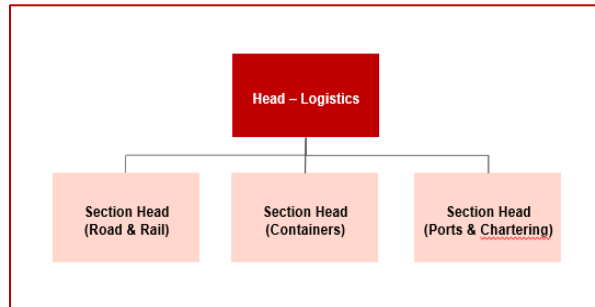 Head – Logistics
Section Head
(Road & Rail)
Section Head
(Containers)
Section Head
(Ports & Chartering)